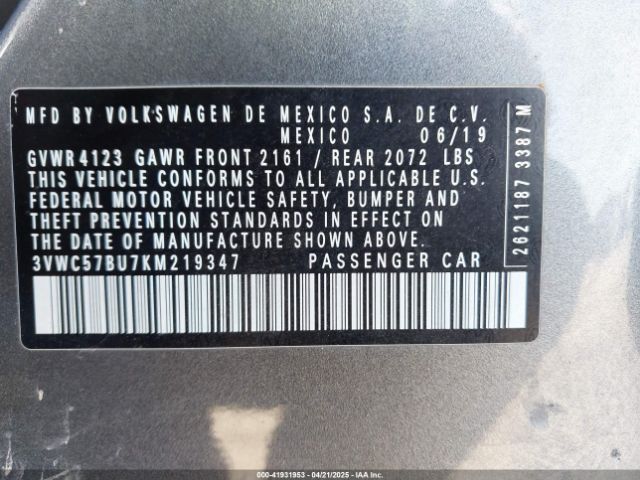 MFD BY VOLKSWAGEN DE MEXICO S.A. DE C.V.
MEXICO 06/19
GVWR 4123 GAWR FRONT 2161 / REAR 2072 LBS
THIS VEHICLE CONFORMS TO ALL APPLICABLE U.S.
FEDERAL MOTOR VEHICLE SAFETY, BUMPER AND
THEFT PREVENTION STANDARDS IN EFFECT ON
THE DATE OF MANUFACTURE SHOWN ABOVE.
3VWC57BU7KM219347 PASSENGER CAR
2621187 3387 M
000-41931953 - 04/21/2025 - IAAI Inc.